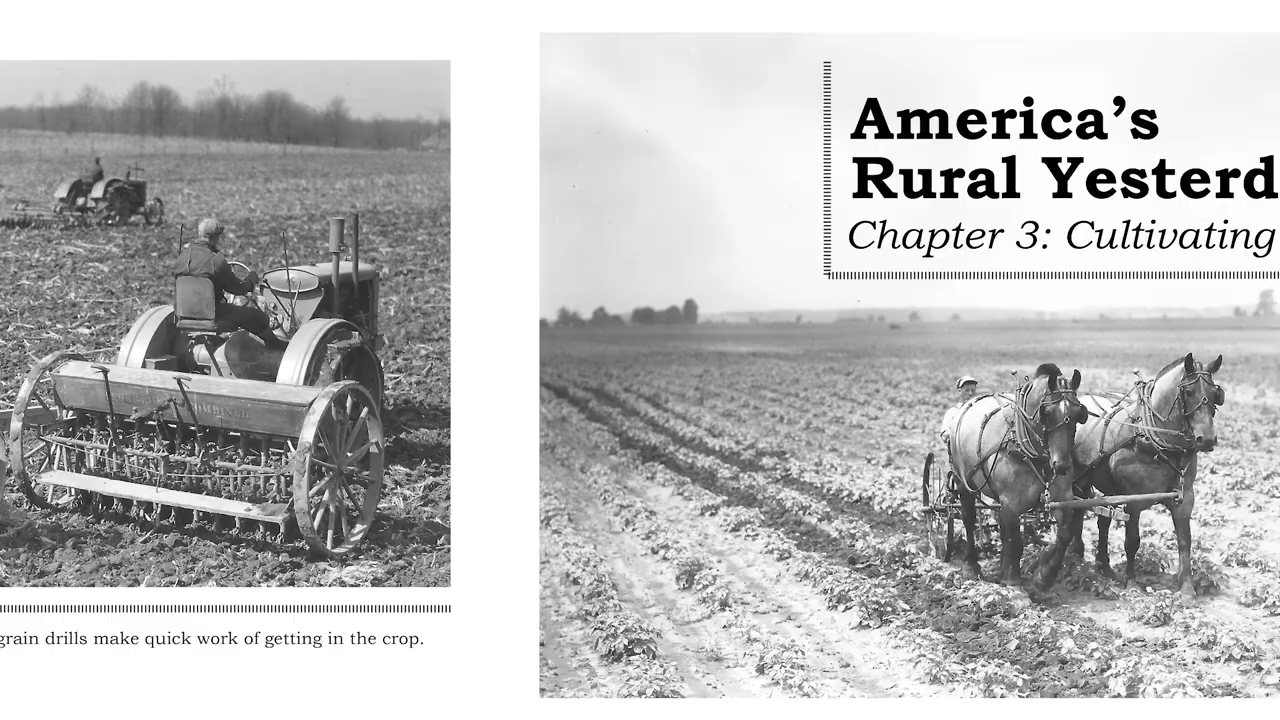 grain drills make quick work of getting in the crop.
America’s
Rural Yesterd
Chapter 3: Cultivating